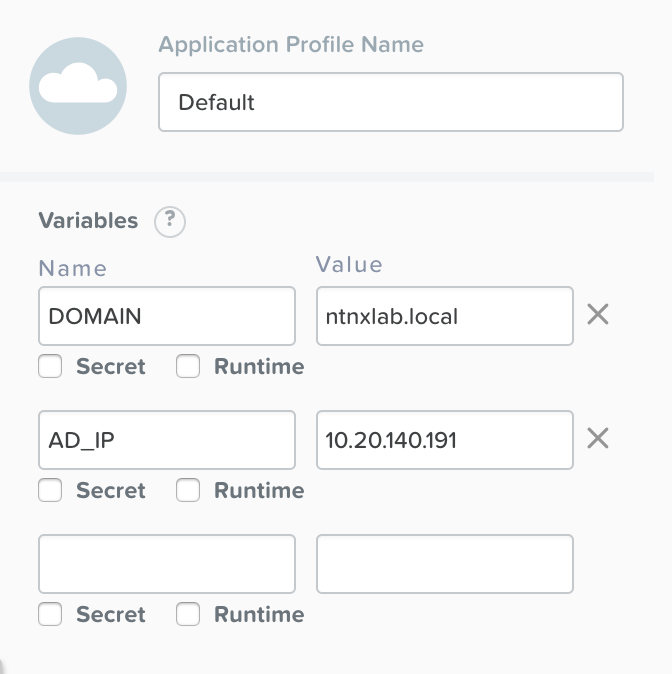 Application Profile Name
Default
Variables ?
Name Value
DOMAIN ntnxlab.local
Secret Runtime
AD_IP 10.20.140.191
Secret Runtime
Secret Runtime